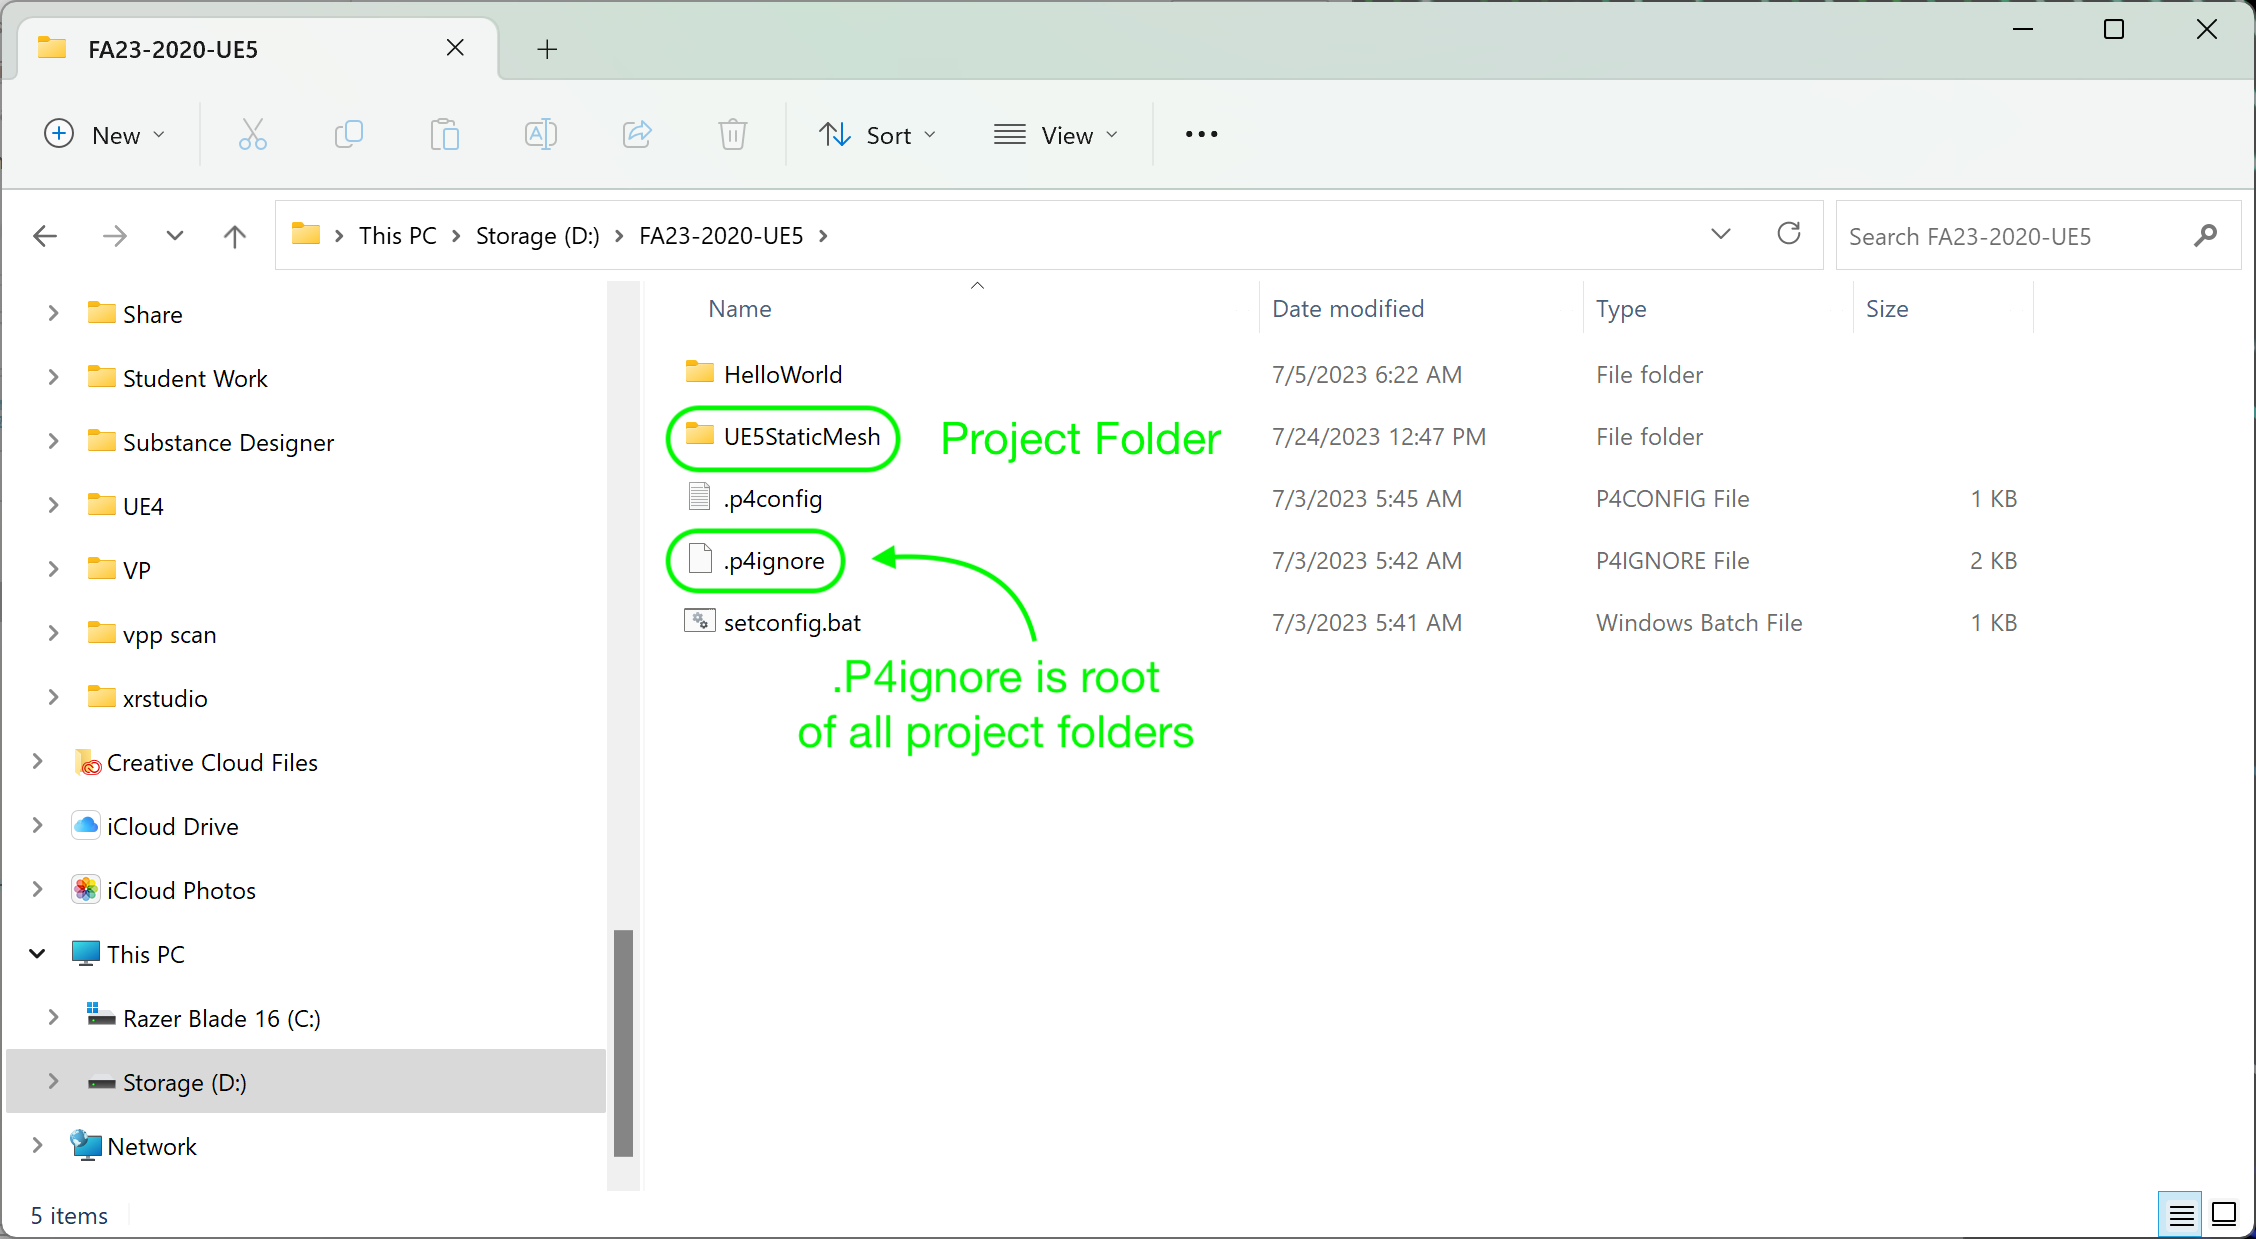 FA23-2020-UE5
New
Sort
View
This PC
Storage (D:)
FA23-2020-UE5
Search FA23-2020-UE5
Share
Student Work
Substance Designer
UE4
VP
vpp scan
xrstudio
Creative Cloud Files
iCloud Drive
iCloud Photos
This PC
Razer Blade 16 (C:)
Storage (D:)
Network
Name Date modified Type Size
HelloWorld 7/5/2023 6:22 AM File folder
UE5StaticMesh Project Folder 7/24/2023 12:47 PM File folder
.p4config 7/3/2023 5:45 AM P4CONFIG File 1 KB
.p4ignore 7/3/2023 5:42 AM P4IGNORE File 2 KB
setconfig.bat 7/3/2023 5:41 AM Windows Batch File 1 KB
.P4ignore is root
of all project folders
5 items